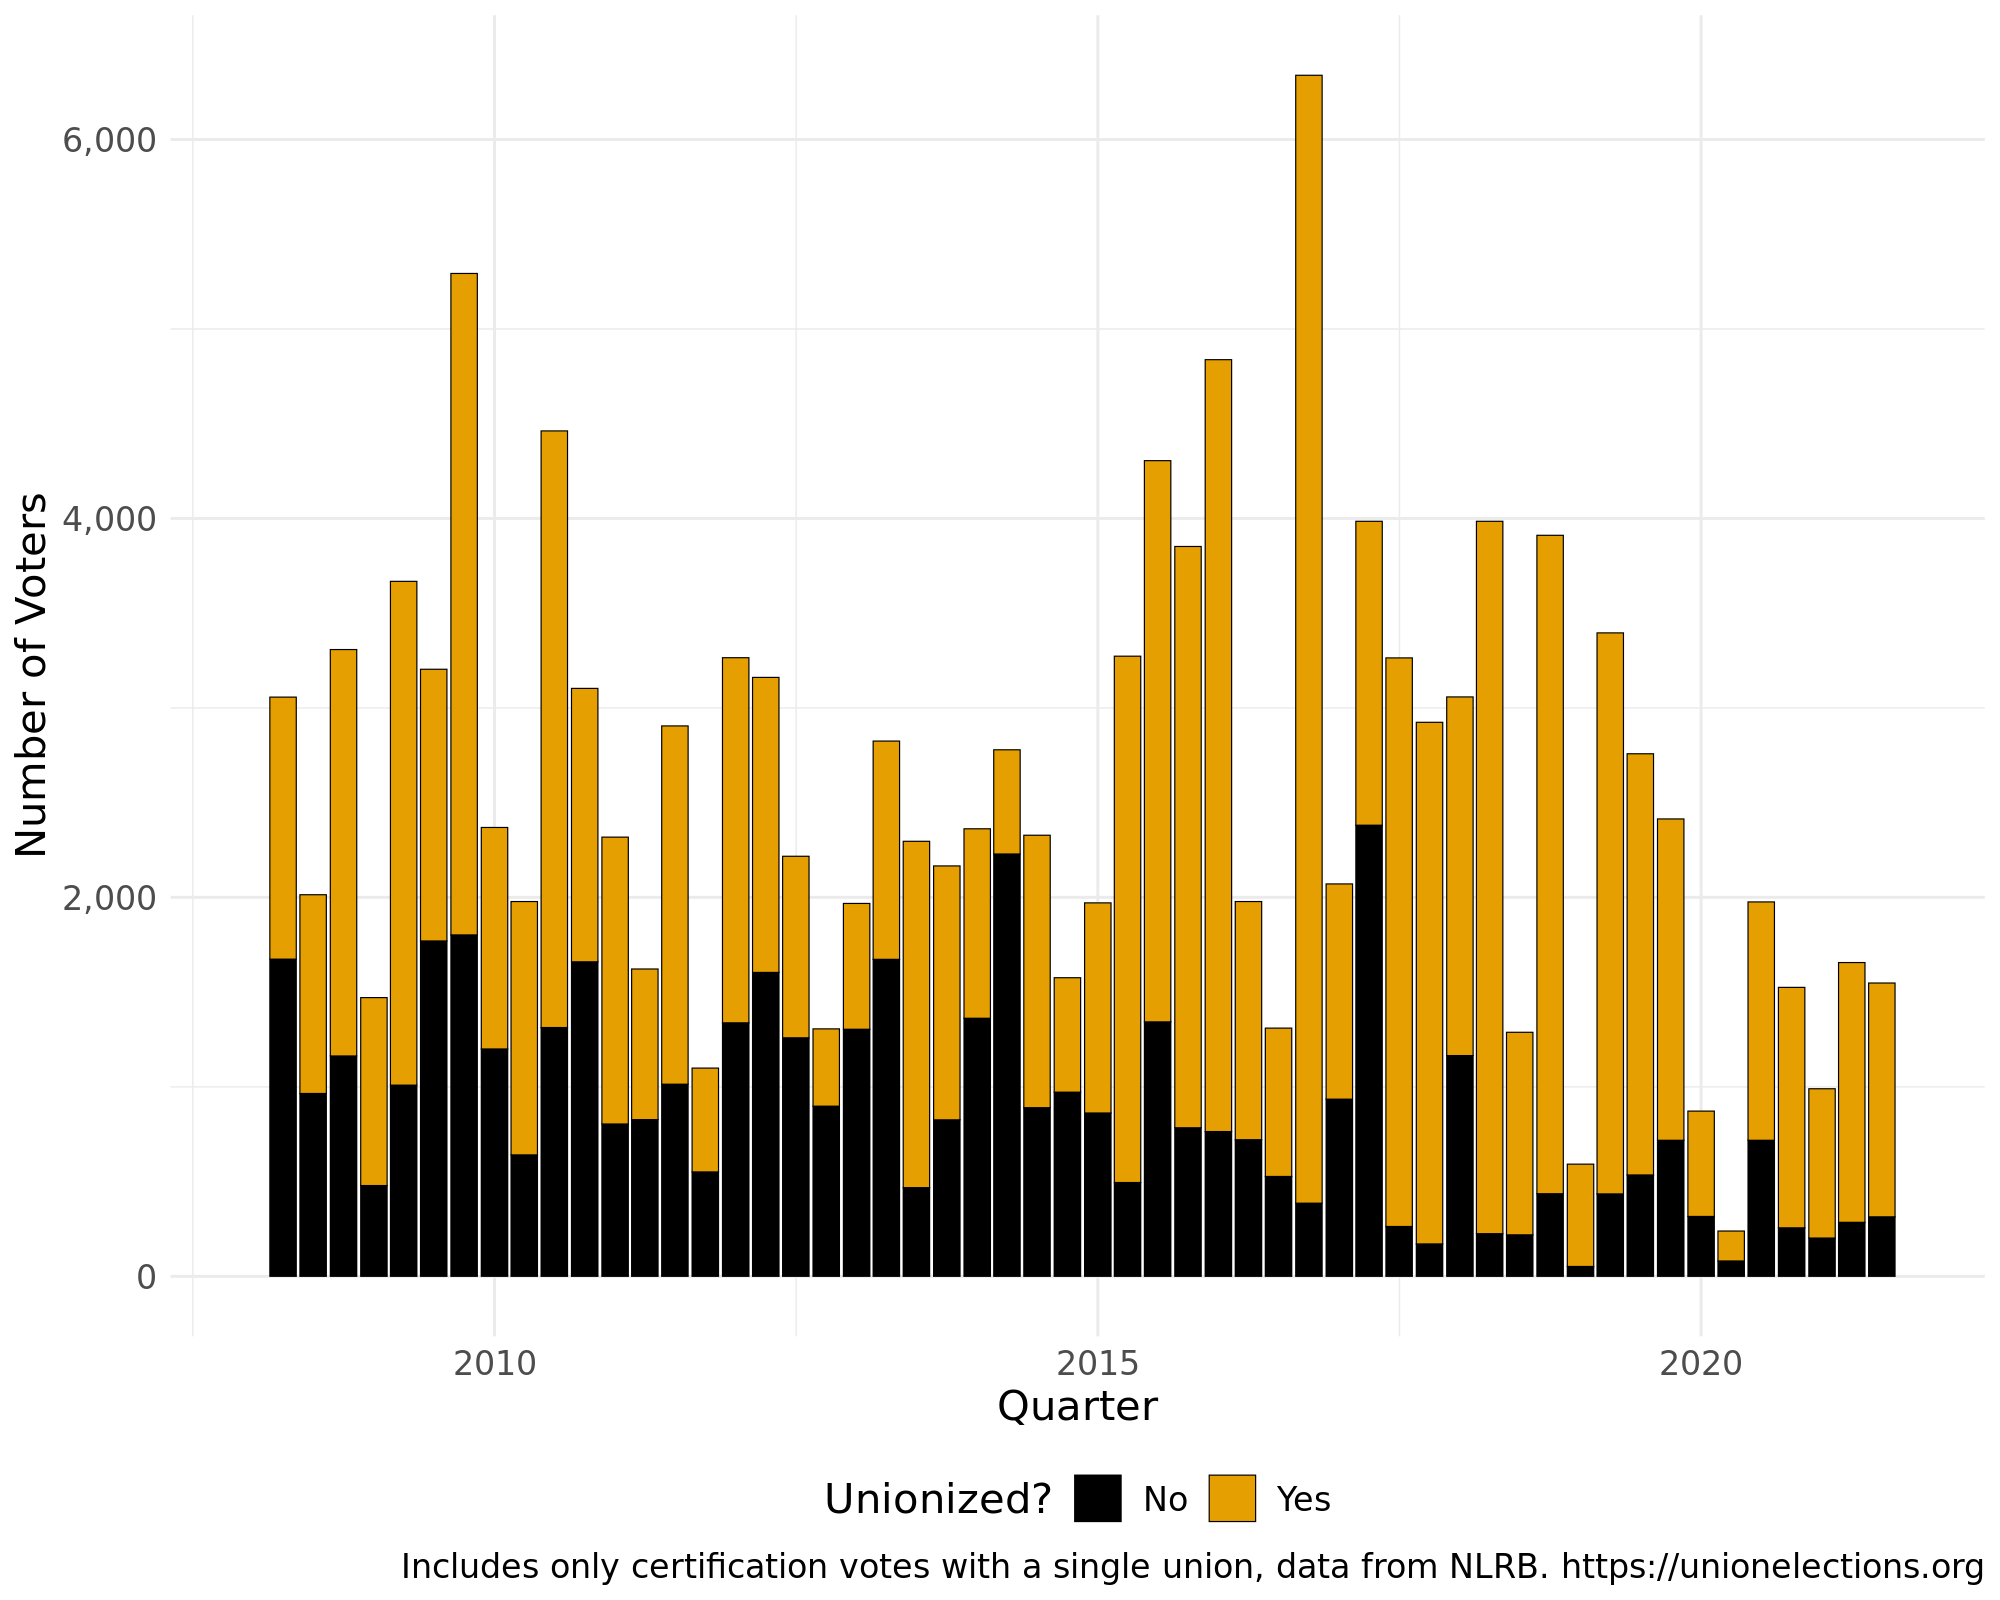 6,000
4,000
2,000
0
Number of Voters
2010 2015 2020
Quarter
Unionized? No Yes
Includes only certification votes with a single union, data from NLRB. https://unionelections.org